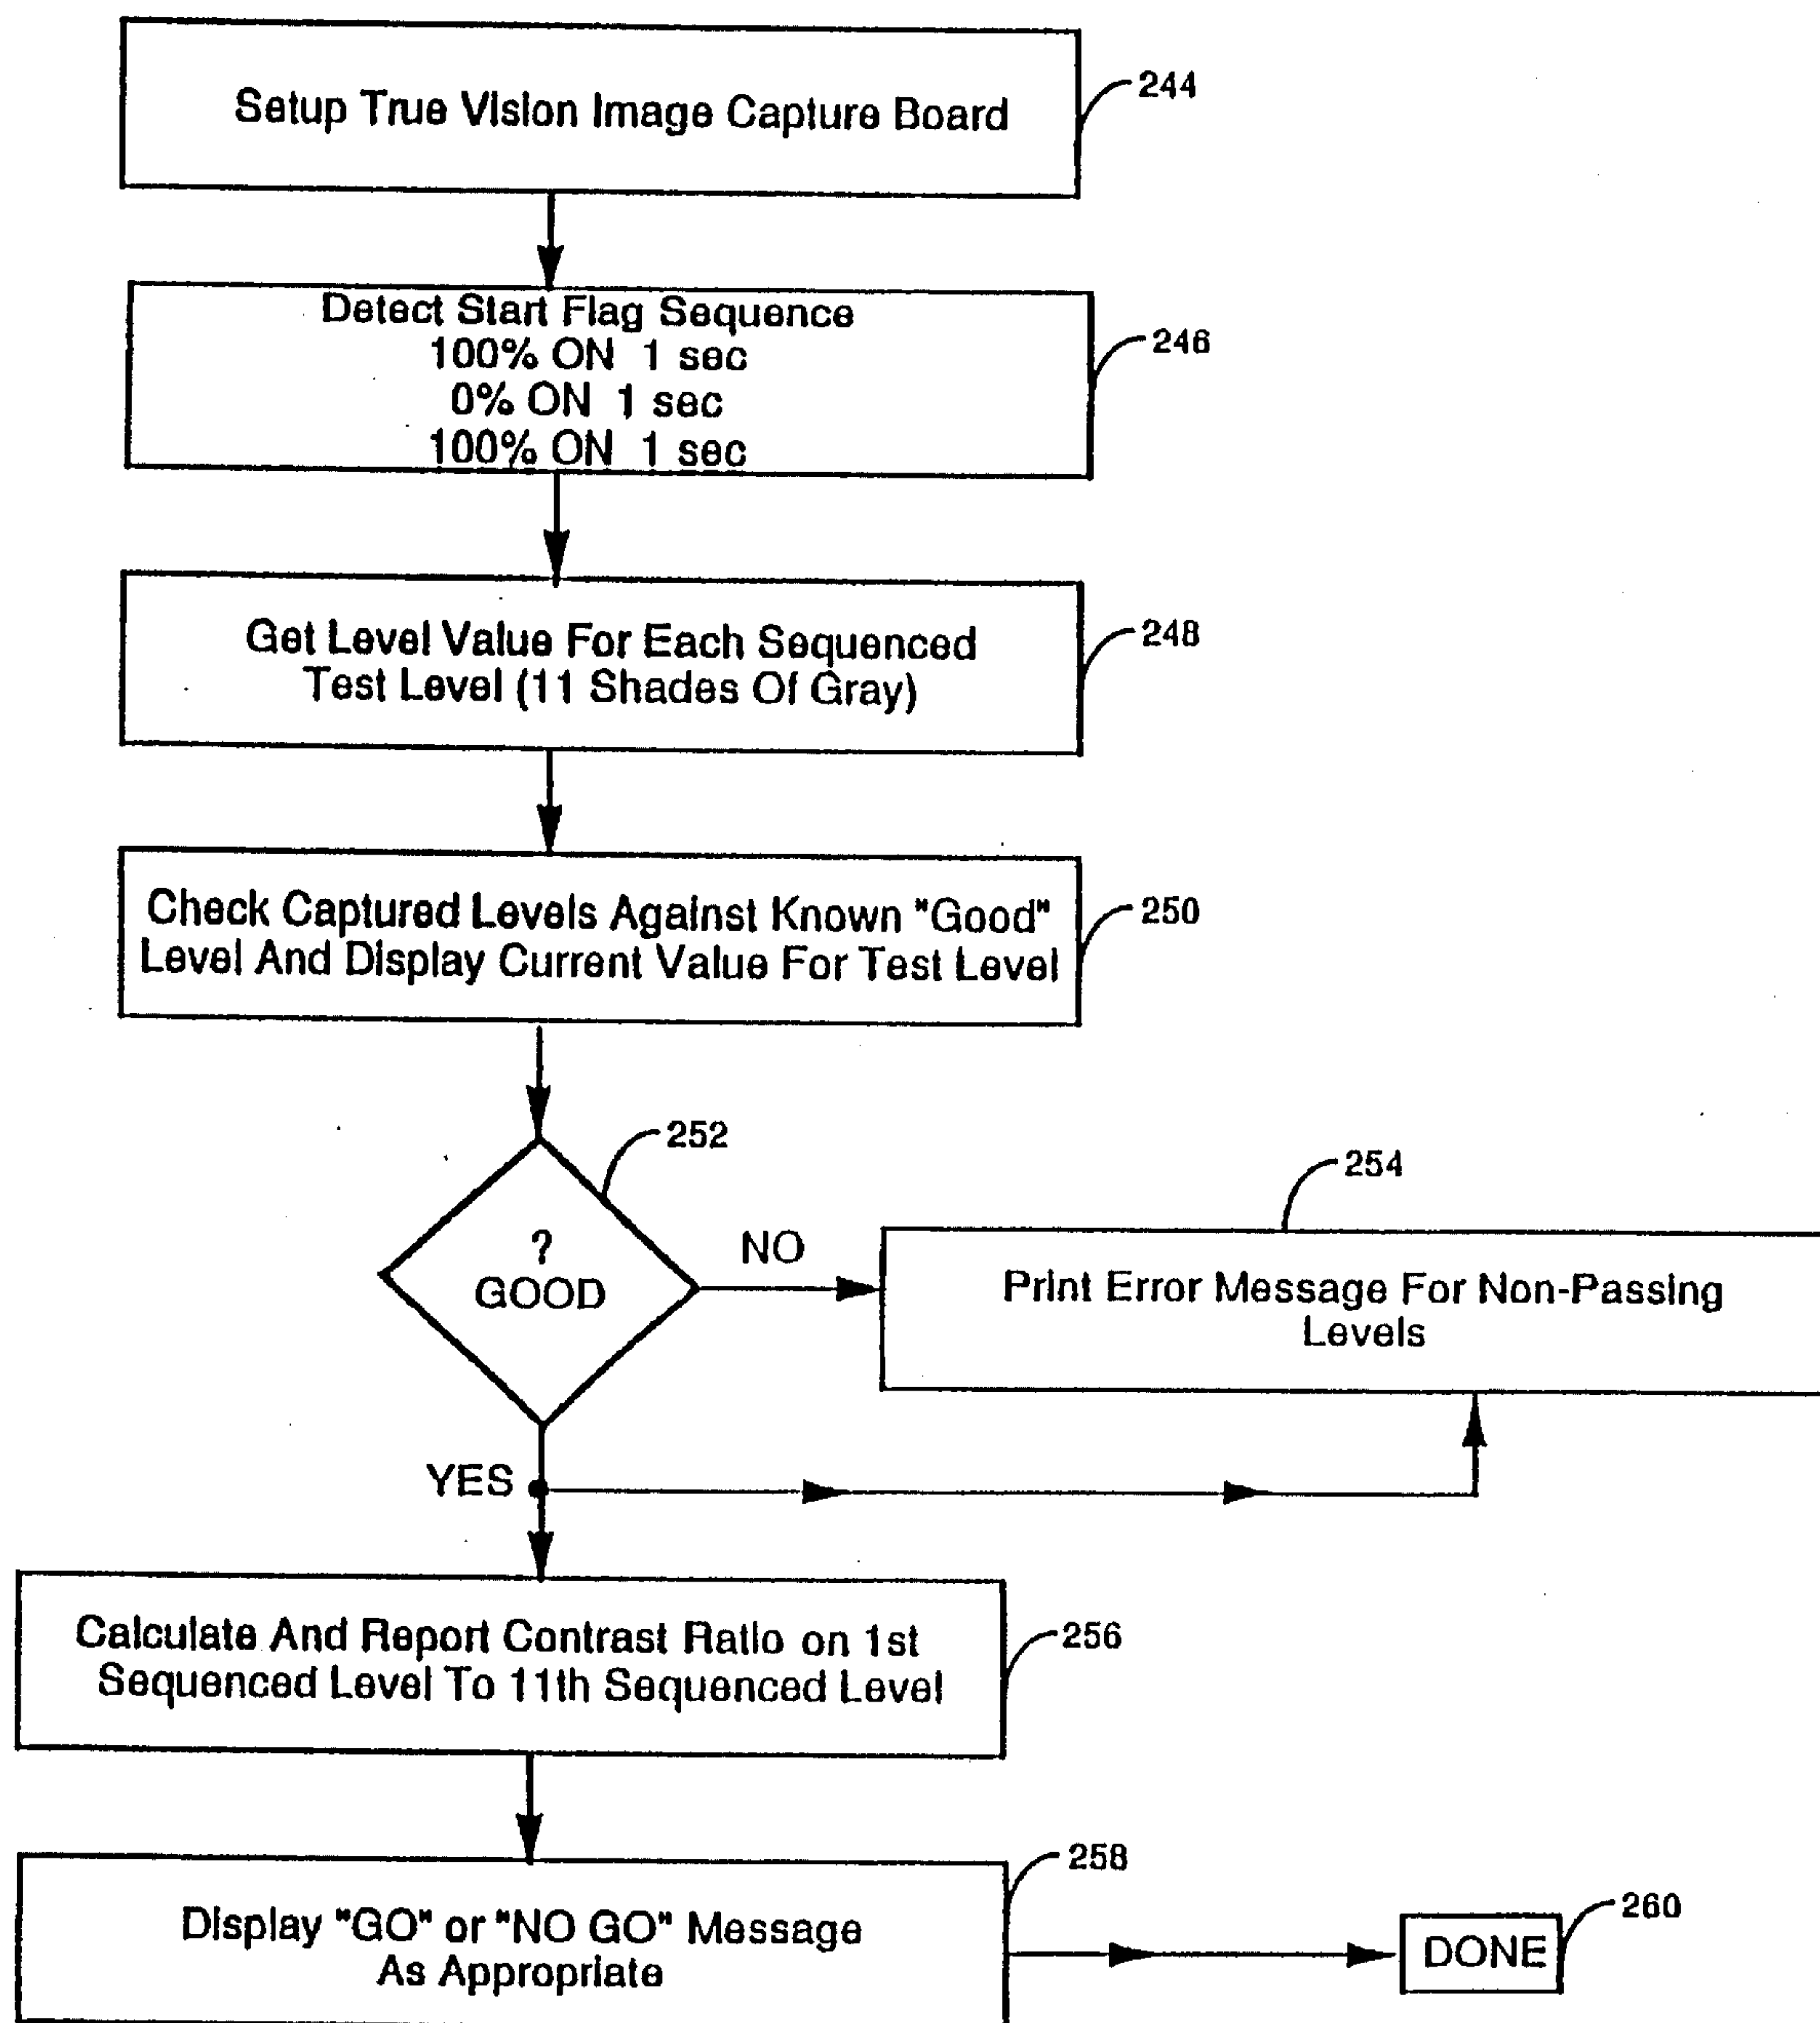 Setup True Vision Image Capture Board
244
Detect Start Flag Sequence
100% ON 1 sec
0% ON 1 sec
100% ON 1 sec
246
Get Level Value For Each Sequenced
Test Level (11 Shades Of Gray)
248
Check Captured Levels Against Known "Good"
Level And Display Current Value For Test Level
250
252
?
GOOD
NO
254
Print Error Message For Non-Passing
Levels
YES
Calculate And Report Contrast Ratio on 1st
Sequenced Level To 11th Sequenced Level
256
Display "GO" or "NO GO" Message
As Appropriate
258
DONE
260